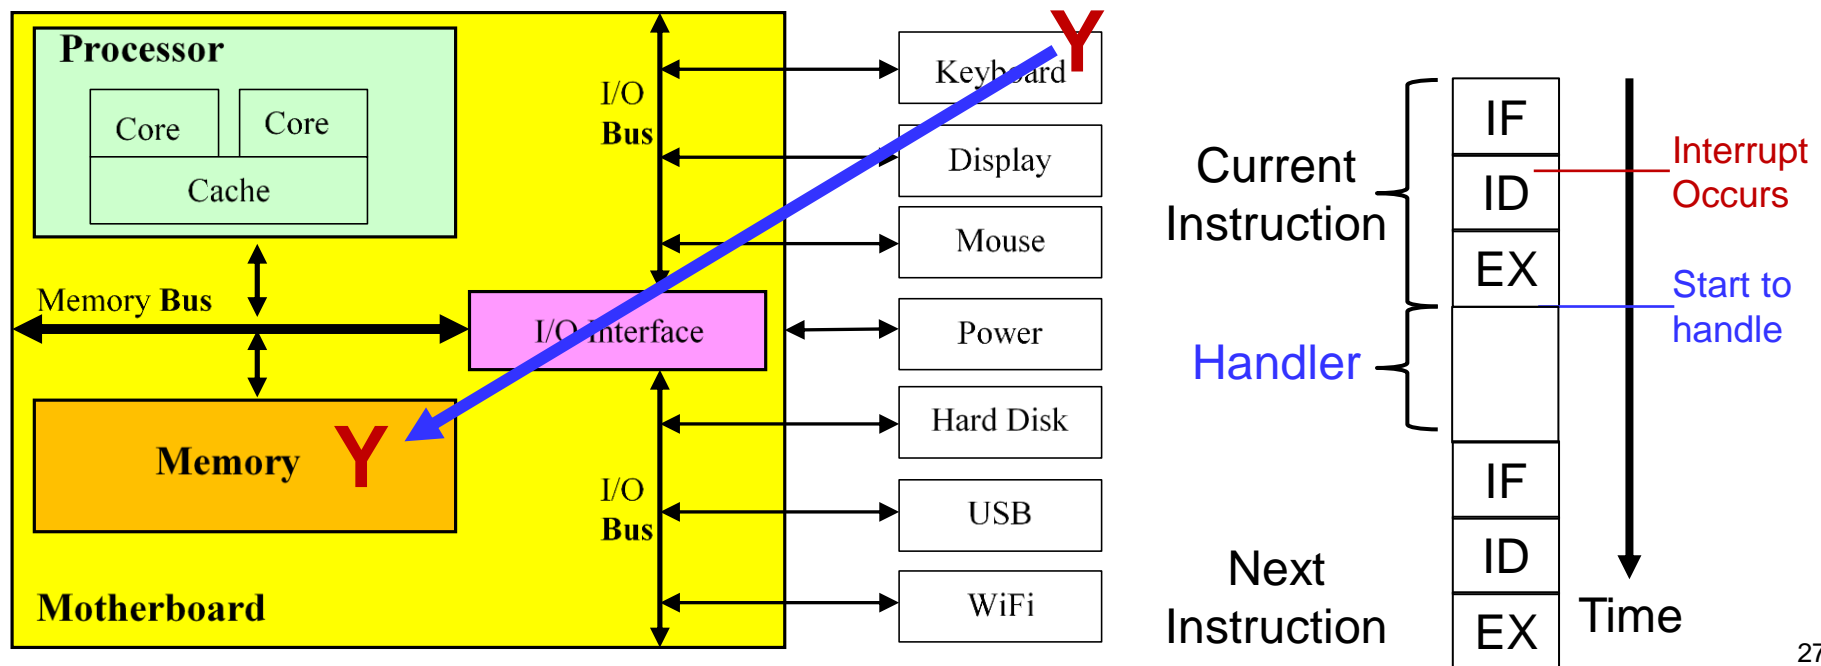 Processor
Core
Core
Cache
Memory Bus
I/O Interface
Memory
Y
Motherboard
I/O
Bus
I/O
Bus
Y
Keyboard
Display
Mouse
Power
Hard Disk
USB
WiFi
Current
Instruction
Handler
Next
Instruction
IF
ID
EX
IF
ID
EX
Interrupt
Occurs
Start to
handle
Time
27